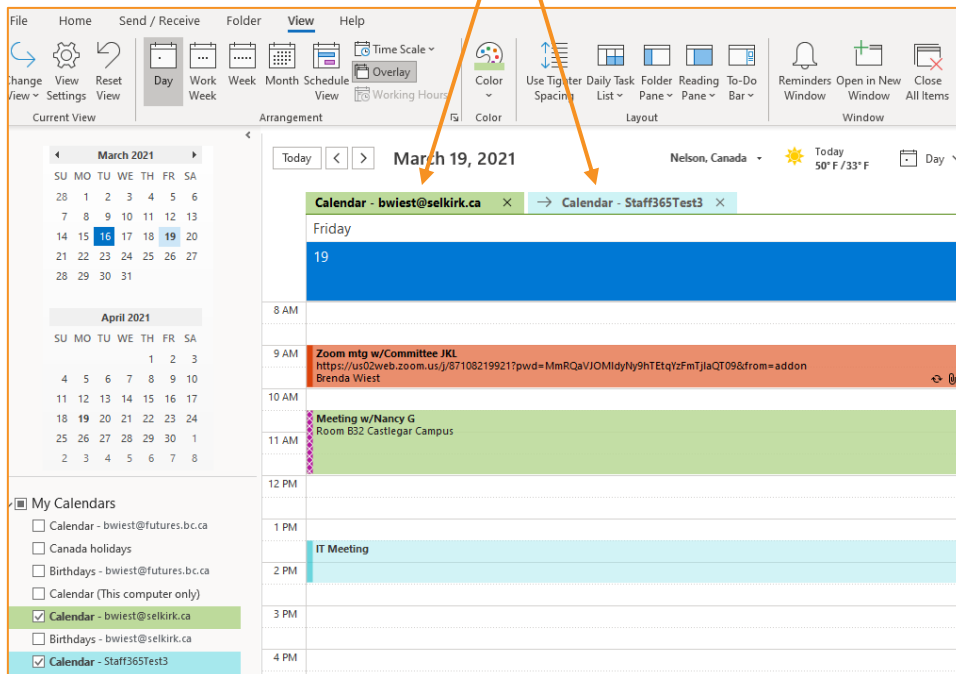 File Home Send / Receive Folder View Help
Change View
View Settings
Reset View
Current View
Day
Work Week
Week
Month
Schedule View
Time Scale
Overlay
Working Hours
Arrangement
Color
Color
Use Tighter Spacing
Daily Task List
Folder Pane
Reading Pane
To-Do Bar
Layout
Reminders Window
Open in New Window
Close All Items
Window
March 2021
SU MO TU WE TH FR SA
28 1 2 3 4 5 6
7 8 9 10 11 12 13
14 15 16 17 18 19 20
21 22 23 24 25 26 27
28 29 30 31
April 2021
SU MO TU WE TH FR SA
1 2 3
4 5 6 7 8 9 10
11 12 13 14 15 16 17
18 19 20 21 22 23 24
25 26 27 28 29 30 1
2 3 4 5 6 7 8
My Calendars
Calendar - bwiest@futures.bc.ca
Canada holidays
Birthdays - bwiest@futures.bc.ca
Calendar (This computer only)
Calendar - bwiest@selkirk.ca
Birthdays - bwiest@selkirk.ca
Calendar - Staff365Test3
Today < > March 19, 2021 Nelson, Canada
Today
50° F / 33° F
Day
Calendar - bwiest@selkirk.ca × → Calendar - Staff365Test3 ×
Friday
19
8 AM
9 AM
Zoom mtg w/Committee JKL
https://us02web.zoom.us/j/87108219921?pwd=MmRQaVJOMldyNy9hTEtqYzFmTjlaQT09&from=addon
Brenda Wiest
10 AM
Meeting w/Nancy G
Room B32 Castlegar Campus
11 AM
12 PM
1 PM
IT Meeting
2 PM
3 PM
4 PM